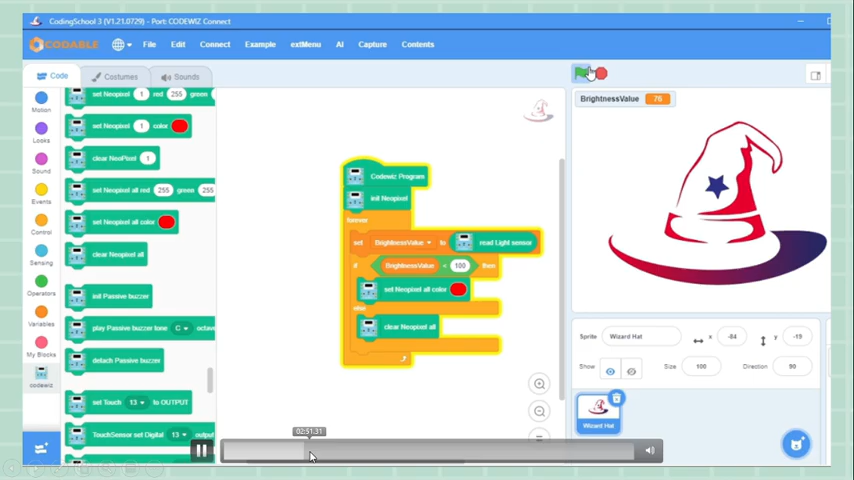 CodingSchool 3 (V1.21.0729) - Port: CODEWIZ Connect
CODABLE File Edit Connect Example extMenu AI Capture Contents
Code Costumes Sounds
Motion
Looks
Sound
Events
Control
Sensing
Operators
Variables
My Blocks
codewiz
set Neopixel 1 red 255 green
set Neopixel 1 color
clear NeoPixel 1
set Neopixel all red 255 green 255
set Neopixel all color
clear Neopixel all
init Passive buzzer
play Passive buzzer tone C octave
detach Passive buzzer
set Touch 13 to OUTPUT
TouchSensor set Digital 13 output
Codewiz Program
init Neopixel
forever
set BrightnessValue to read Light sensor
if BrightnessValue < 100 then
set Neopixel all color
else
clear Neopixel all
BrightnessValue 76
Sprite Wizard Hat x -84 y -19
Show Size 100 Direction 90
Wizard Hat
02:51:31